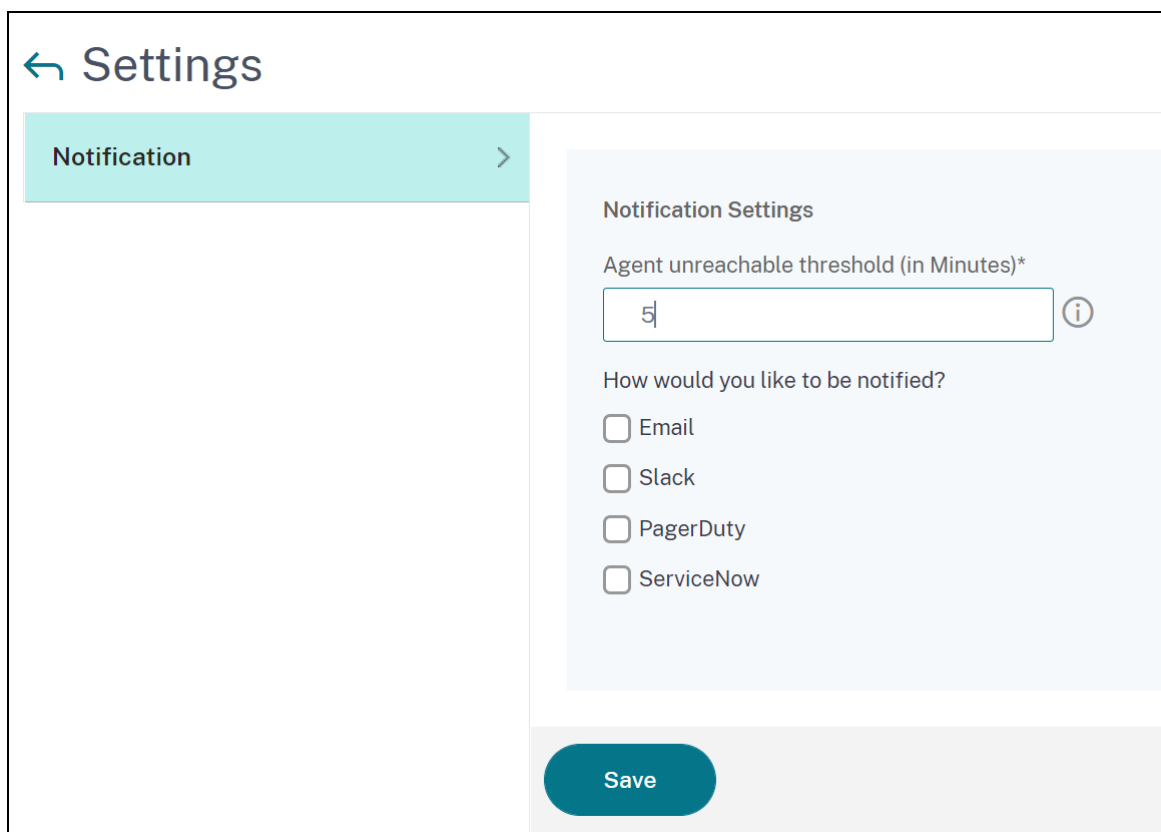 Settings
Notification
Notification Settings
Agent unreachable threshold (in Minutes)*
5
How would you like to be notified?
Email
Slack
PagerDuty
ServiceNow
Save